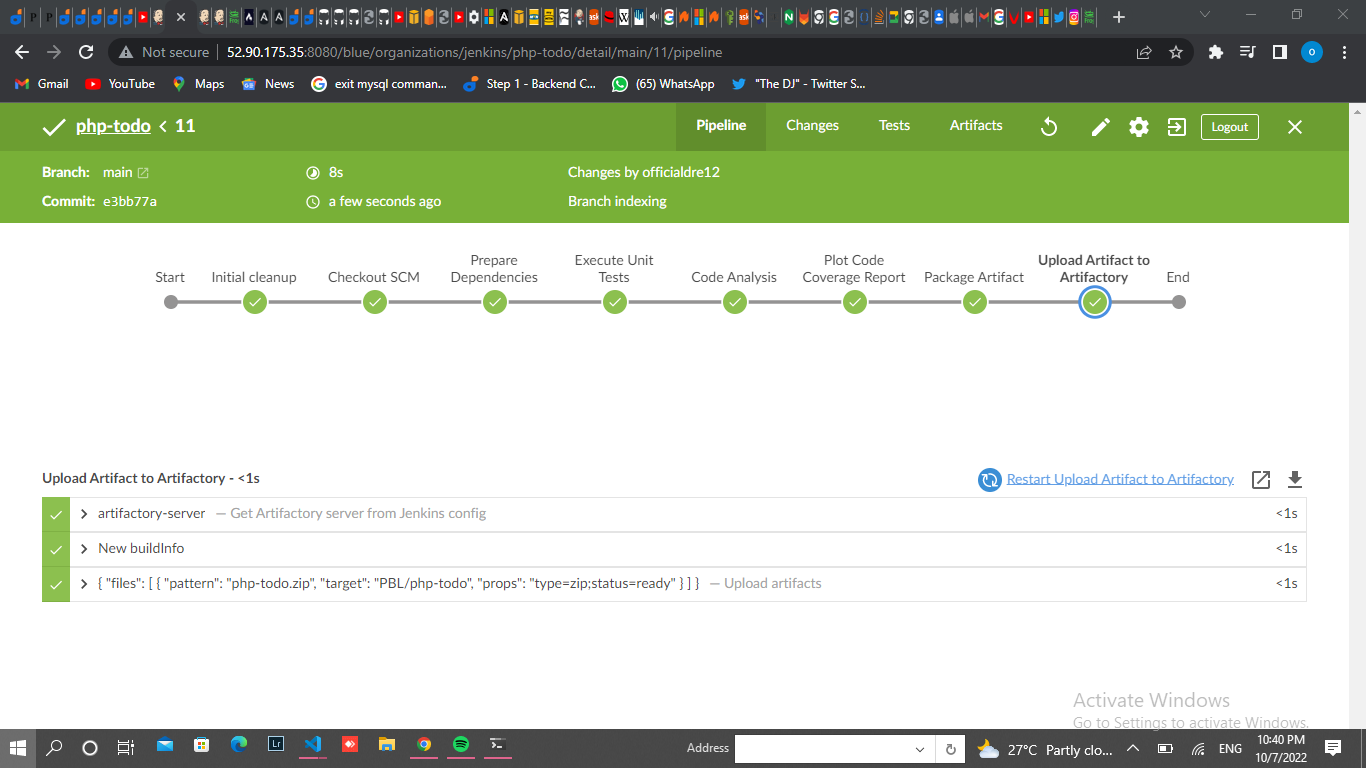 Not secure 52.90.175.35:8080/blue/organizations/jenkins/php-todo/detail/main/11/pipeline
Gmail YouTube Maps News exit mysql comman... Step 1 - Backend C... (65) WhatsApp "The DJ" - Twitter S...
php-todo < 11 Pipeline Changes Tests Artifacts Logout
Branch: main 8s Changes by officialdre12
Commit: e3bb77a a few seconds ago Branch indexing
Start Initial cleanup Checkout SCM Prepare Dependencies Execute Unit Tests Code Analysis Plot Code Coverage Report Package Artifact Upload Artifact to Artifactory End
Upload Artifact to Artifactory - <1s Restart Upload Artifact to Artifactory
artifactory-server — Get Artifactory server from Jenkins config <1s
New buildInfo <1s
{ "files": [ { "pattern": "php-todo.zip", "target": "PBL/php-todo", "props": "type=zip;status=ready" } ] } — Upload artifacts <1s
Activate Windows
Go to Settings to activate Windows.
Address 27°C Partly clo... ENG 10:40 PM
10/7/2022